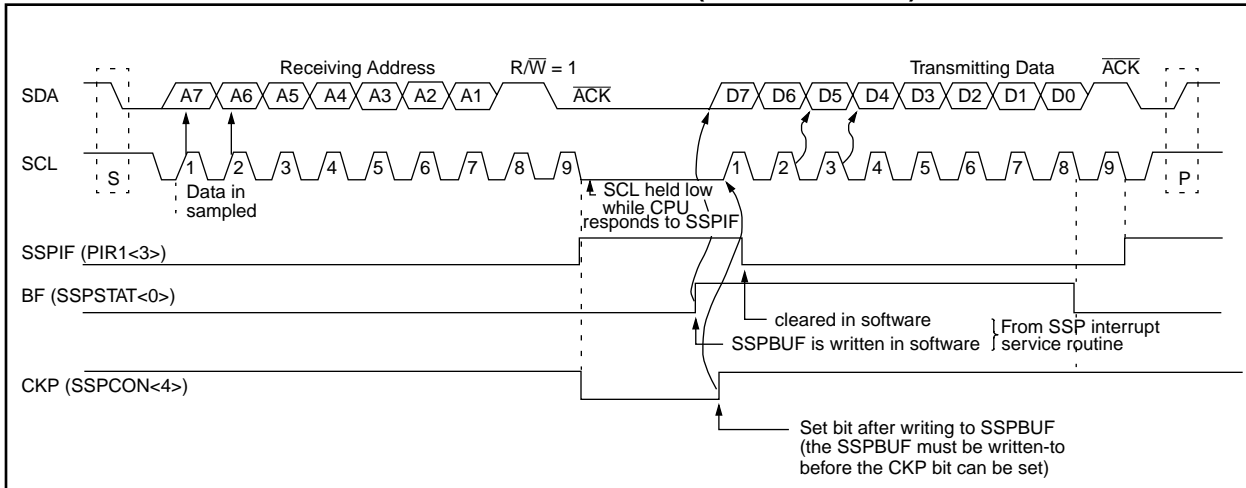 Receiving Address R/W = 1 Transmitting Data ACK
SDA A7 A6 A5 A4 A3 A2 A1 ACK D7 D6 D5 D4 D3 D2 D1 D0
SCL S 1 2 3 4 5 6 7 8 9 1 2 3 4 5 6 7 8 9 P
Data in
sampled
SCL held low
while CPU
responds to SSPIF
SSPIF (PIR1<3>)
BF (SSPSTAT<0>)
cleared in software
SSPBUF is written in software
From SSP interrupt
service routine
CKP (SSPCON<4>)
Set bit after writing to SSPBUF
(the SSPBUF must be written-to
before the CKP bit can be set)